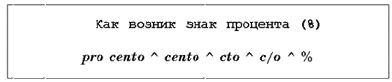 Как возник знак процента (8)
pro cento ^ cento ^ cto ^ c/o ^ %